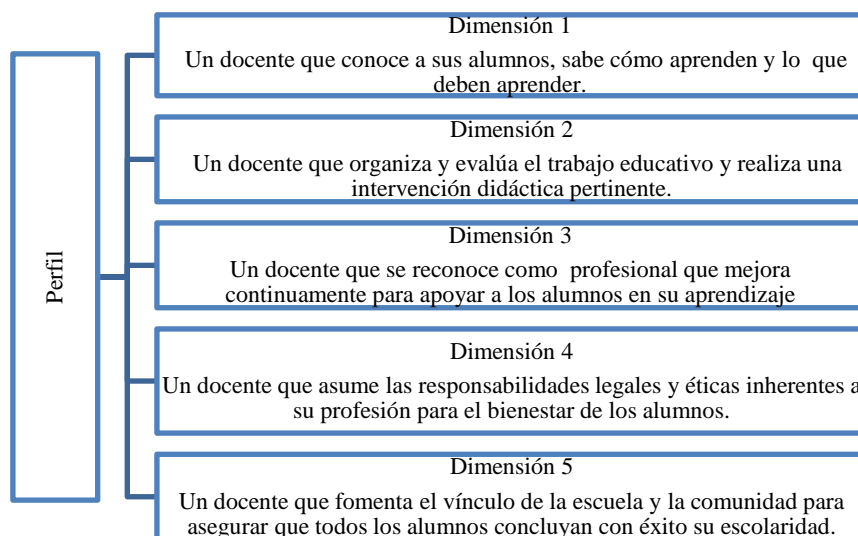 Perfil
Dimensión 1
Un docente que conoce a sus alumnos, sabe cómo aprenden y lo que
deben aprender.
Dimensión 2
Un docente que organiza y evalúa el trabajo educativo y realiza una
intervención didáctica pertinente.
Dimensión 3
Un docente que se reconoce como profesional que mejora
continuamente para apoyar a los alumnos en su aprendizaje
Dimensión 4
Un docente que asume las responsabilidades legales y éticas inherentes a
su profesión para el bienestar de los alumnos.
Dimensión 5
Un docente que fomenta el vínculo de la escuela y la comunidad para
asegurar que todos los alumnos concluyan con éxito su escolaridad.